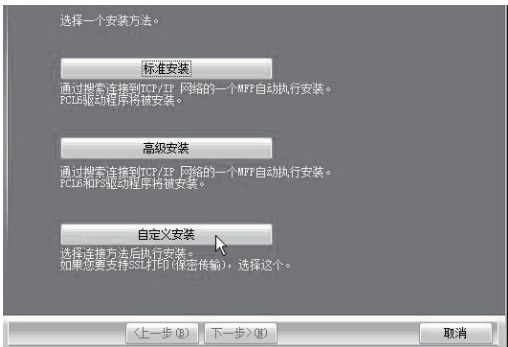 选择一个安装方法。
标准安装
通过搜索连接到TCP/IP 网络的一个MFP自动执行安装。
PCL6驱动程序将被安装。
高级安装
通过搜索连接到TCP/IP 网络的一个MFP自动执行安装。
PCL6和PS驱动程序将被安装。
自定义安装
选择连接方法后执行安装。
如果您要支持SSL打印(保密传输)，选择这个。
<上一步(B) 下一步>(N) 取消